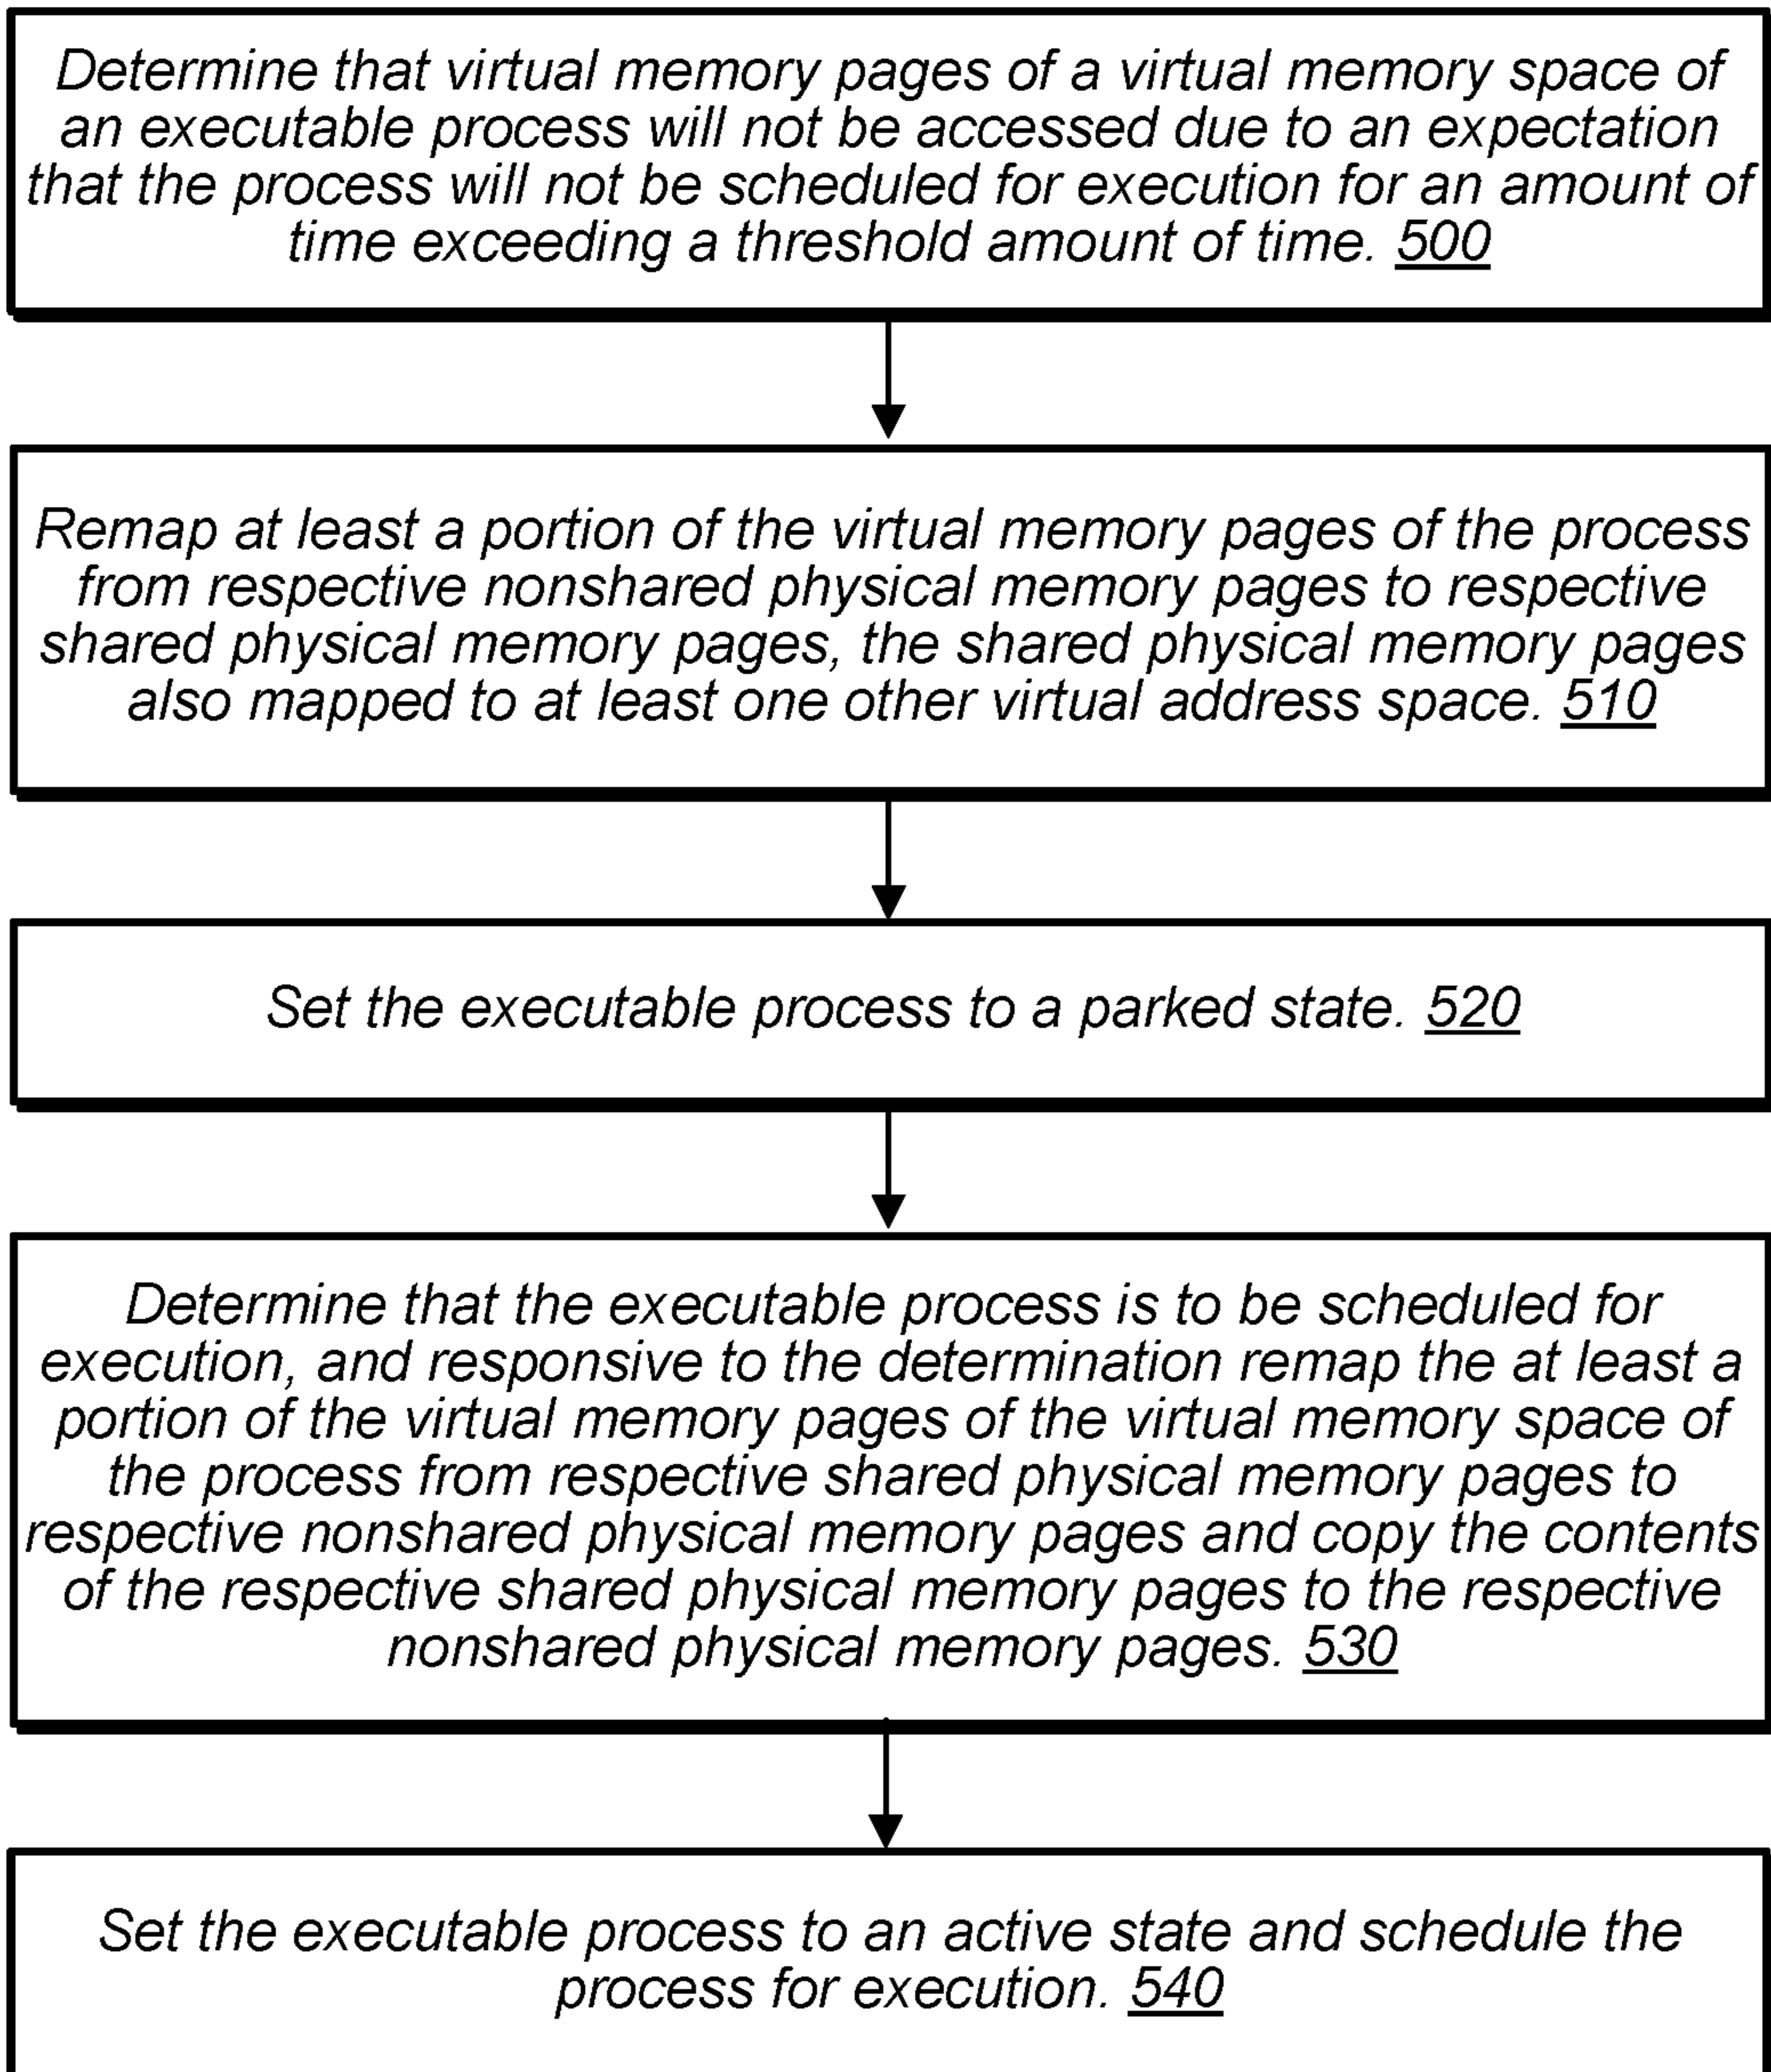 Determine that virtual memory pages of a virtual memory space of
an executable process will not be accessed due to an expectation
that the process will not be scheduled for execution for an amount of
time exceeding a threshold amount of time. 500
Remap at least a portion of the virtual memory pages of the process
from respective nonshared physical memory pages to respective
shared physical memory pages, the shared physical memory pages
also mapped to at least one other virtual address space. 510
Set the executable process to a parked state. 520
Determine that the executable process is to be scheduled for
execution, and responsive to the determination remap the at least a
portion of the virtual memory pages of the virtual memory space of
the process from respective shared physical memory pages to
respective nonshared physical memory pages and copy the contents
of the respective shared physical memory pages to the respective
nonshared physical memory pages. 530
Set the executable process to an active state and schedule the
process for execution. 540